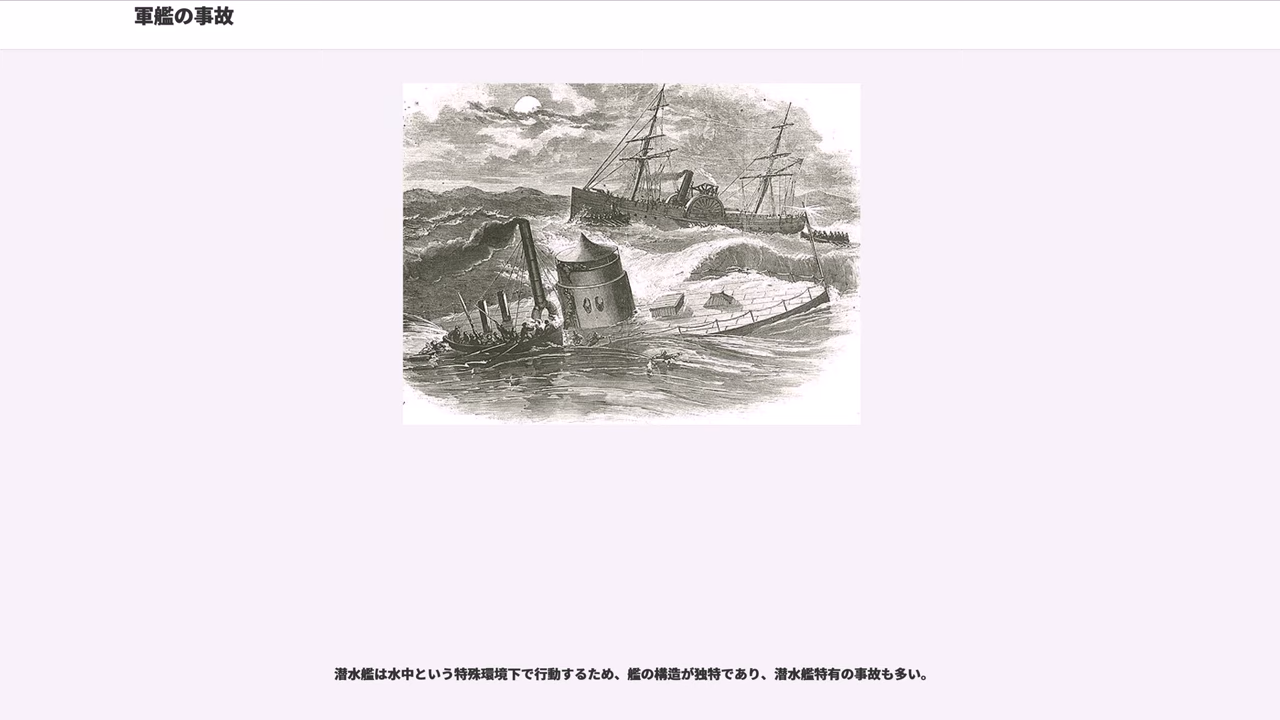 軍艦の事故
潜水艦は水中という特殊環境下で行動するため、艦の構造が独特であり、潜水艦特有の事故も多い。